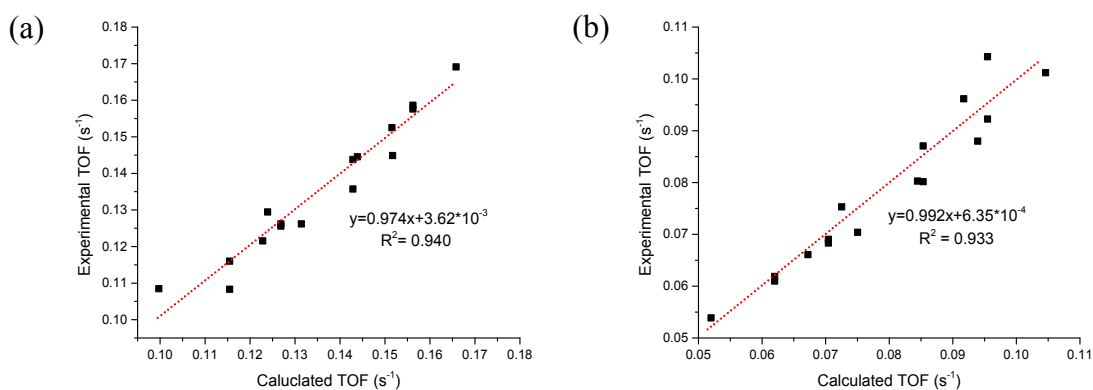 (a)
0.18
0.17
0.16
0.15
0.14
0.13
0.12
0.11
0.10
Experimental TOF (s⁻¹)
y=0.974x+3.62*10⁻³
R²= 0.940
0.10 0.11 0.12 0.13 0.14 0.15 0.16 0.17 0.18
Caluclated TOF (s⁻¹)
(b)
0.11
0.10
0.09
0.08
0.07
0.06
0.05
Experimental TOF (s⁻¹)
y=0.992x+6.35*10⁻⁴
R² = 0.933
0.05 0.06 0.07 0.08 0.09 0.10 0.11
Calculated TOF (s⁻¹)